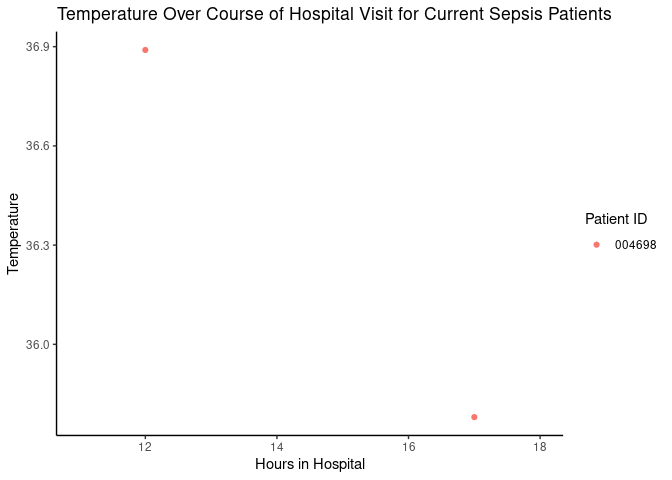 Temperature Over Course of Hospital Visit for Current Sepsis Patients
36.9
36.6
36.3
36.0
Temperature
12 14 16 18
Hours in Hospital
Patient ID
004698